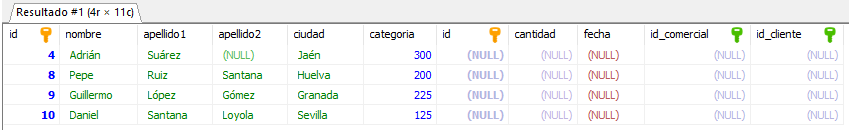 Resultado #1 (4r × 11c)
id nombre apellido1 apellido2 ciudad categoria id cantidad fecha id_comercial id_cliente
4 Adrián Suárez (NULL) Jaén 300 (NULL) (NULL) (NULL) (NULL) (NULL)
8 Pepe Ruiz Santana Huelva 200 (NULL) (NULL) (NULL) (NULL) (NULL)
9 Guillermo López Gómez Granada 225 (NULL) (NULL) (NULL) (NULL) (NULL)
10 Daniel Santana Loyola Sevilla 125 (NULL) (NULL) (NULL) (NULL) (NULL)